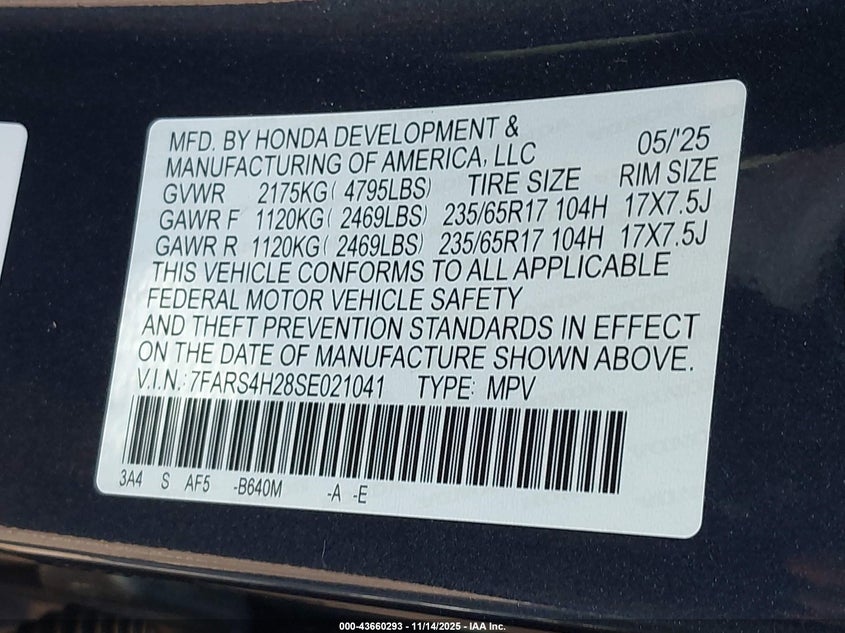 MFD. BY HONDA DEVELOPMENT &
MANUFACTURING OF AMERICA, LLC 05/'25
GVWR 2175KG( 4795LBS) TIRE SIZE RIM SIZE
GAWR F 1120KG( 2469LBS) 235/65R17 104H 17X7.5J
GAWR R 1120KG( 2469LBS) 235/65R17 104H 17X7.5J
THIS VEHICLE CONFORMS TO ALL APPLICABLE
FEDERAL MOTOR VEHICLE SAFETY
AND THEFT PREVENTION STANDARDS IN EFFECT
ON THE DATE OF MANUFACTURE SHOWN ABOVE.
V.I.N.: 7FARS4H28SE021041 TYPE: MPV
3A4 S AF5 -B640M -A -E
000-43660293 - 11/14/2025 - IAA Inc.